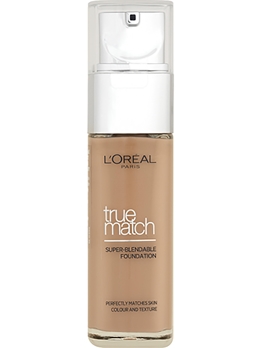 L'ORÉAL
PARIS
true
match
SUPER-BLENDABLE
FOUNDATION
PERFECTLY MATCHES SKIN
COLOUR AND TEXTURE